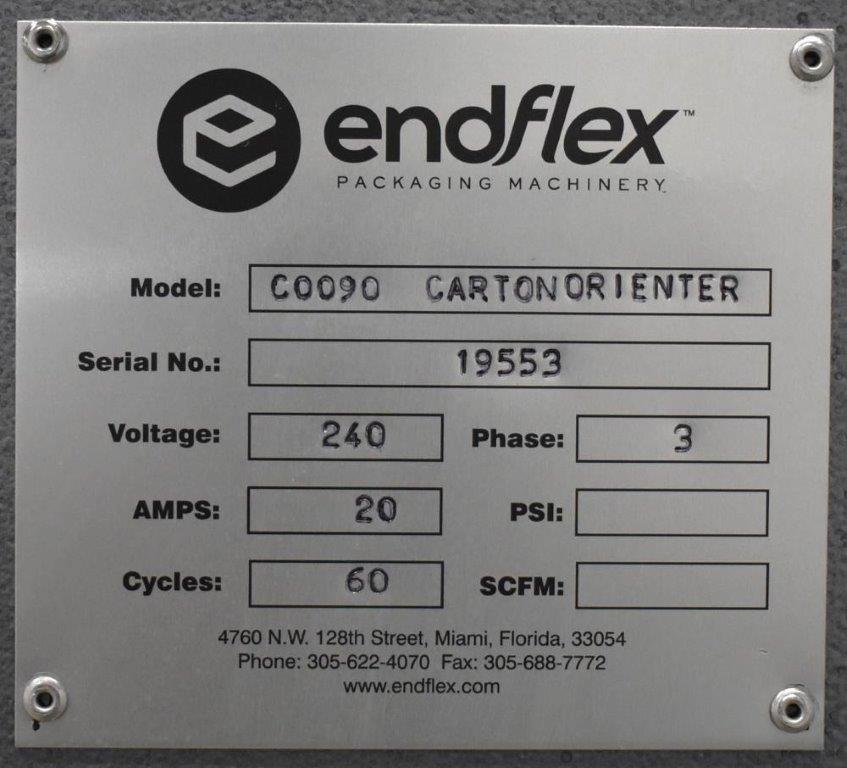 endflex™
PACKAGING MACHINERY
Model: C0090 CARTONORIENTER
Serial No.: 19553
Voltage: 240 Phase: 3
AMPS: 20 PSI:
Cycles: 60 SCFM:
4760 N.W. 128th Street, Miami, Florida, 33054
Phone: 305-622-4070 Fax: 305-688-7772
www.endflex.com